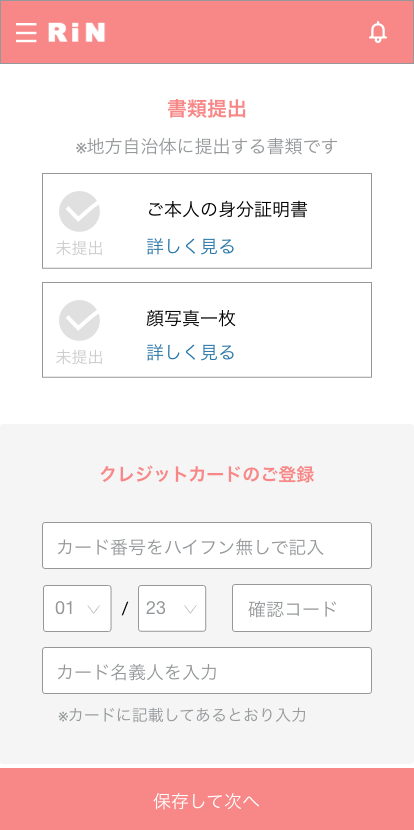 RiN
書類提出
※地方自治体に提出する書類です
ご本人の身分証明書
未提出
詳しく見る
顔写真一枚
未提出
詳しく見る
クレジットカードのご登録
カード番号をハイフン無しで記入
01 / 23 確認コード
カード名義人を入力
※カードに記載してあるとおり入力
保存して次へ